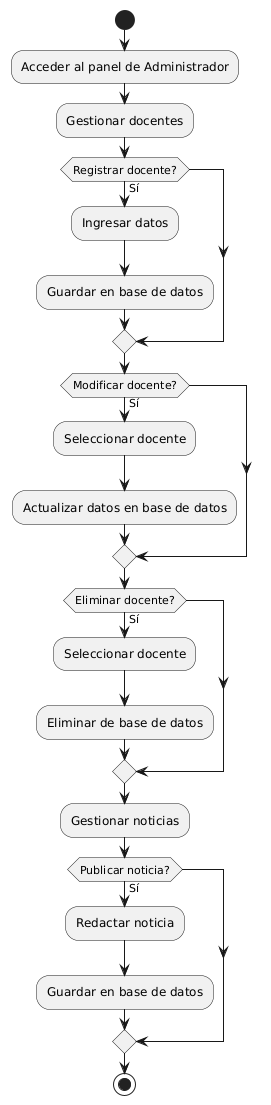 Acceder al panel de Administrador
Gestionar docentes
Registrar docente?
Sí
Ingresar datos
Guardar en base de datos
Modificar docente?
Sí
Seleccionar docente
Actualizar datos en base de datos
Eliminar docente?
Sí
Seleccionar docente
Eliminar de base de datos
Gestionar noticias
Publicar noticia?
Sí
Redactar noticia
Guardar en base de datos